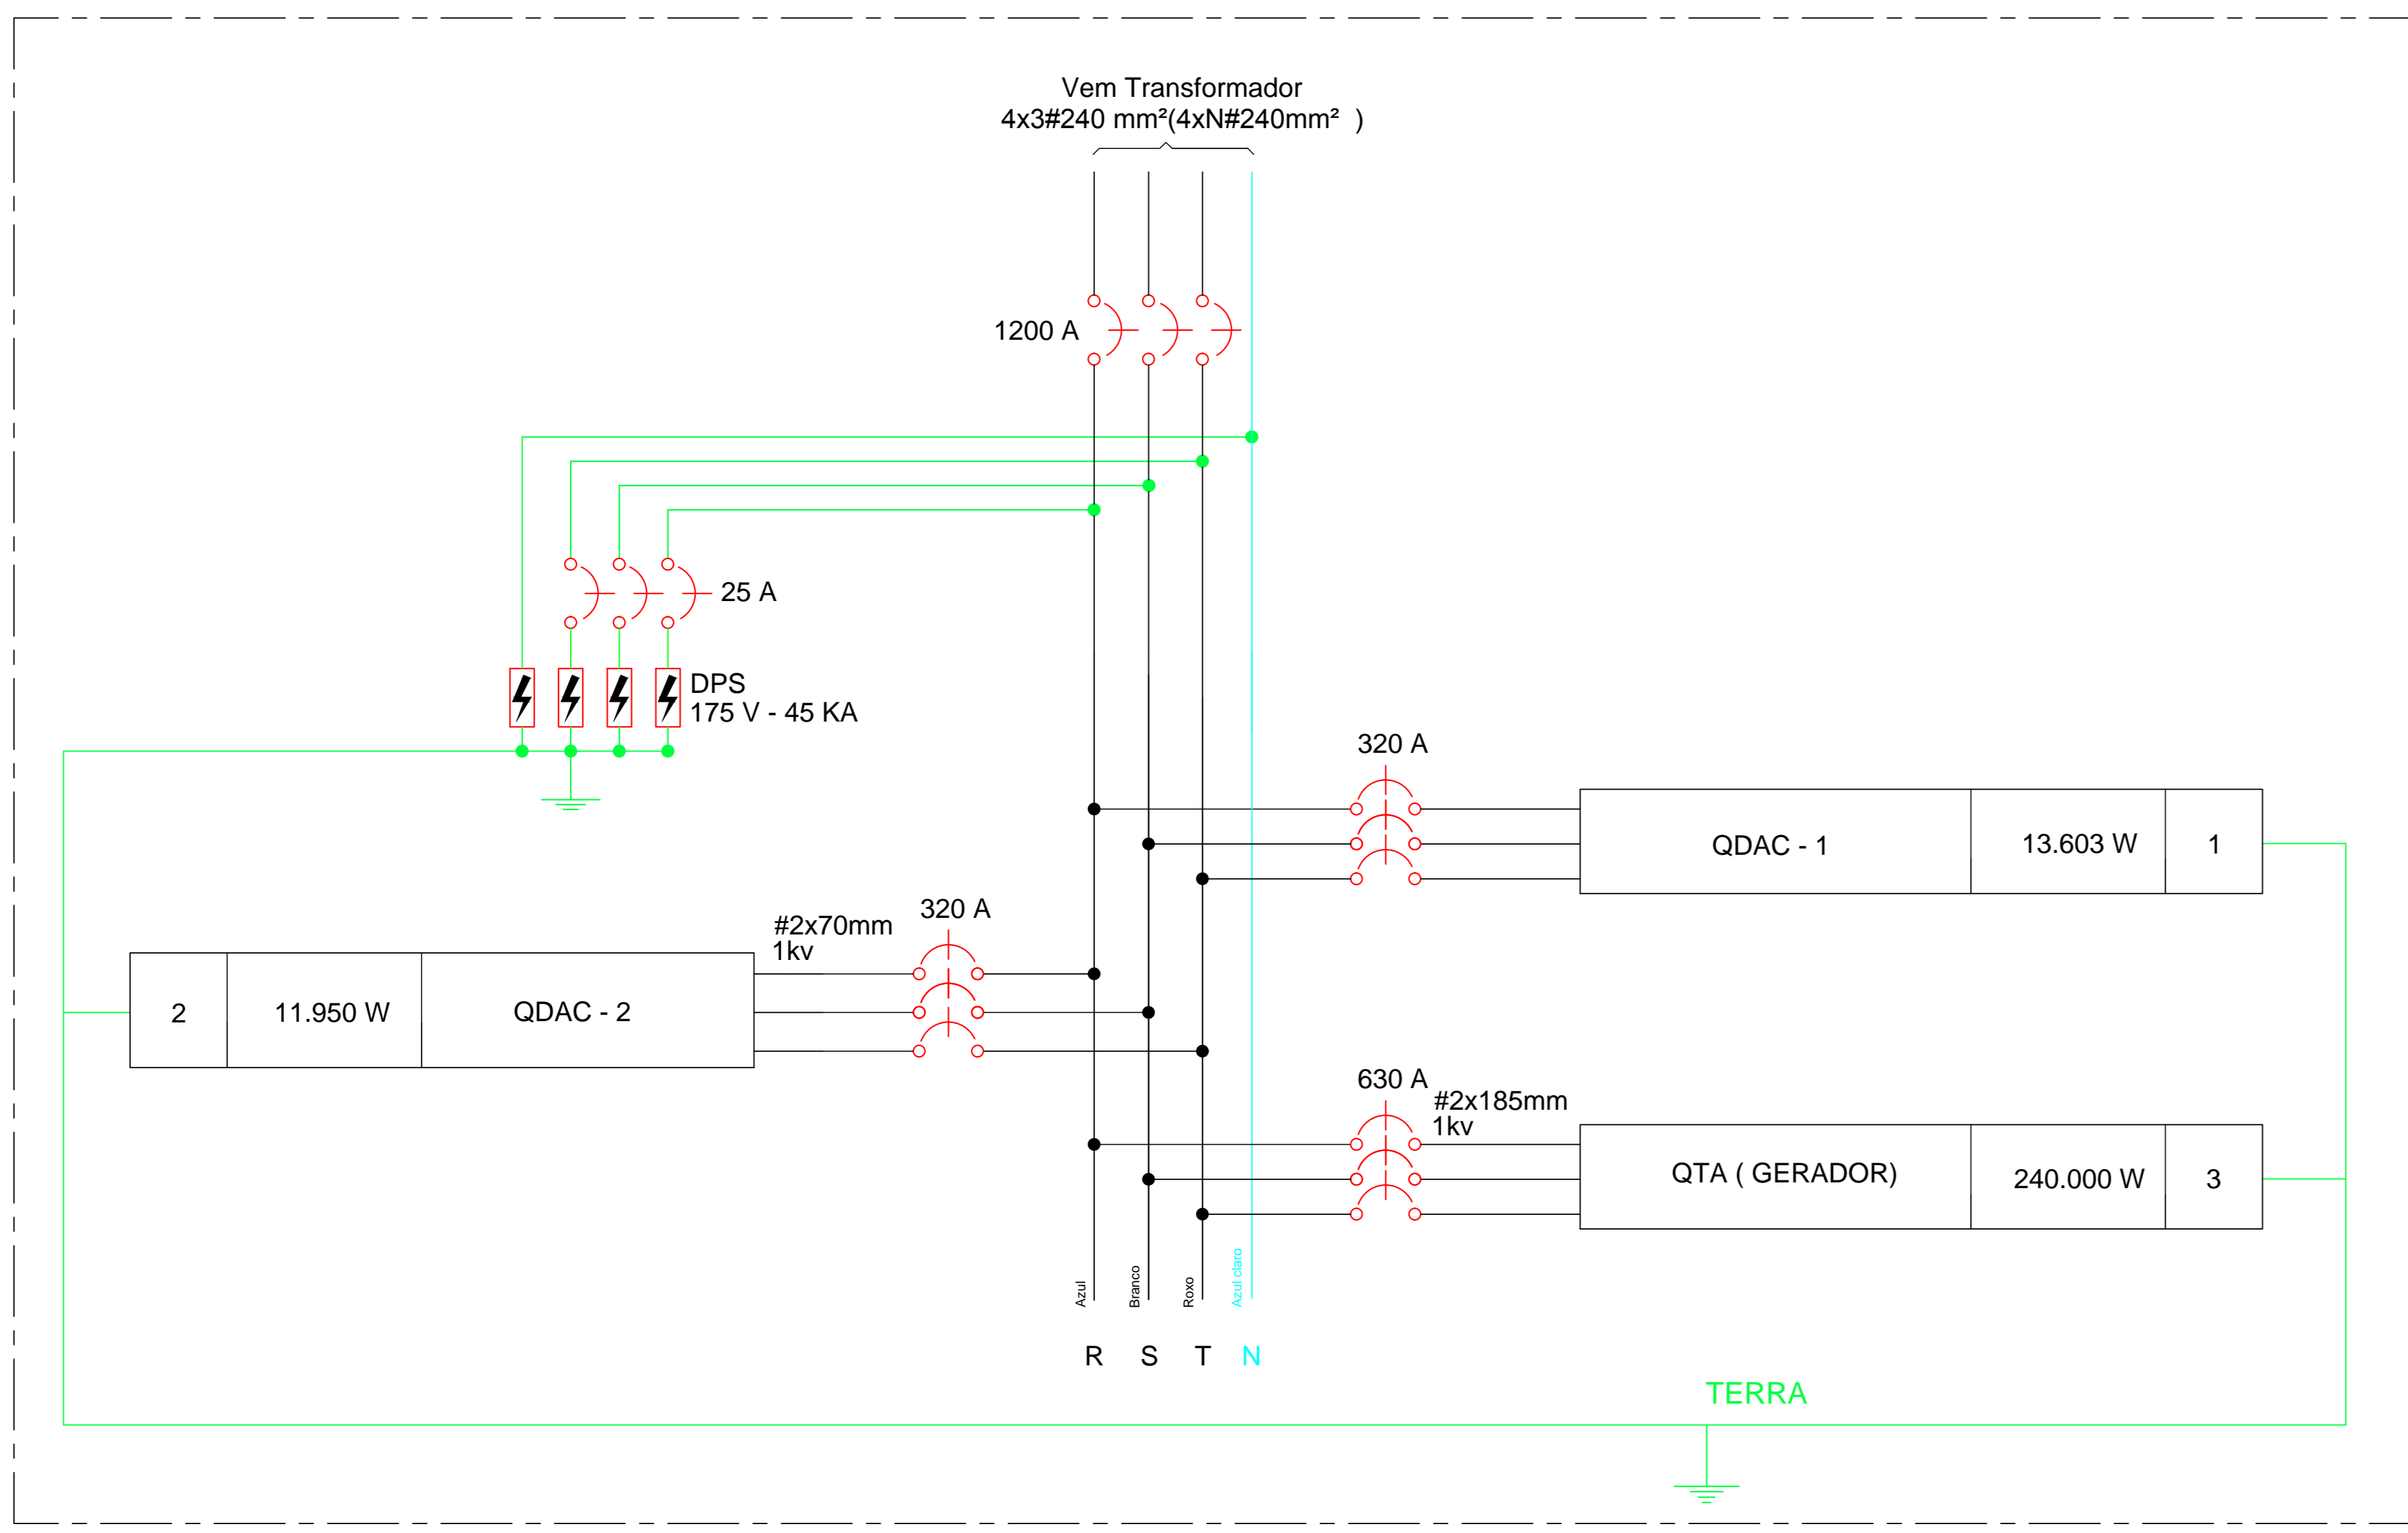 Vem Transformador
4x3#240 mm²(4xN#240mm² )
1200 A
25 A
DPS
175 V - 45 KA
320 A
QDAC - 1
13.603 W
1
320 A
#2x70mm
1kv
2
11.950 W
QDAC - 2
630 A
#2x185mm
1kv
QTA ( GERADOR)
240.000 W
3
Azul
Branco
Roxo
Azul claro
R S T N
TERRA